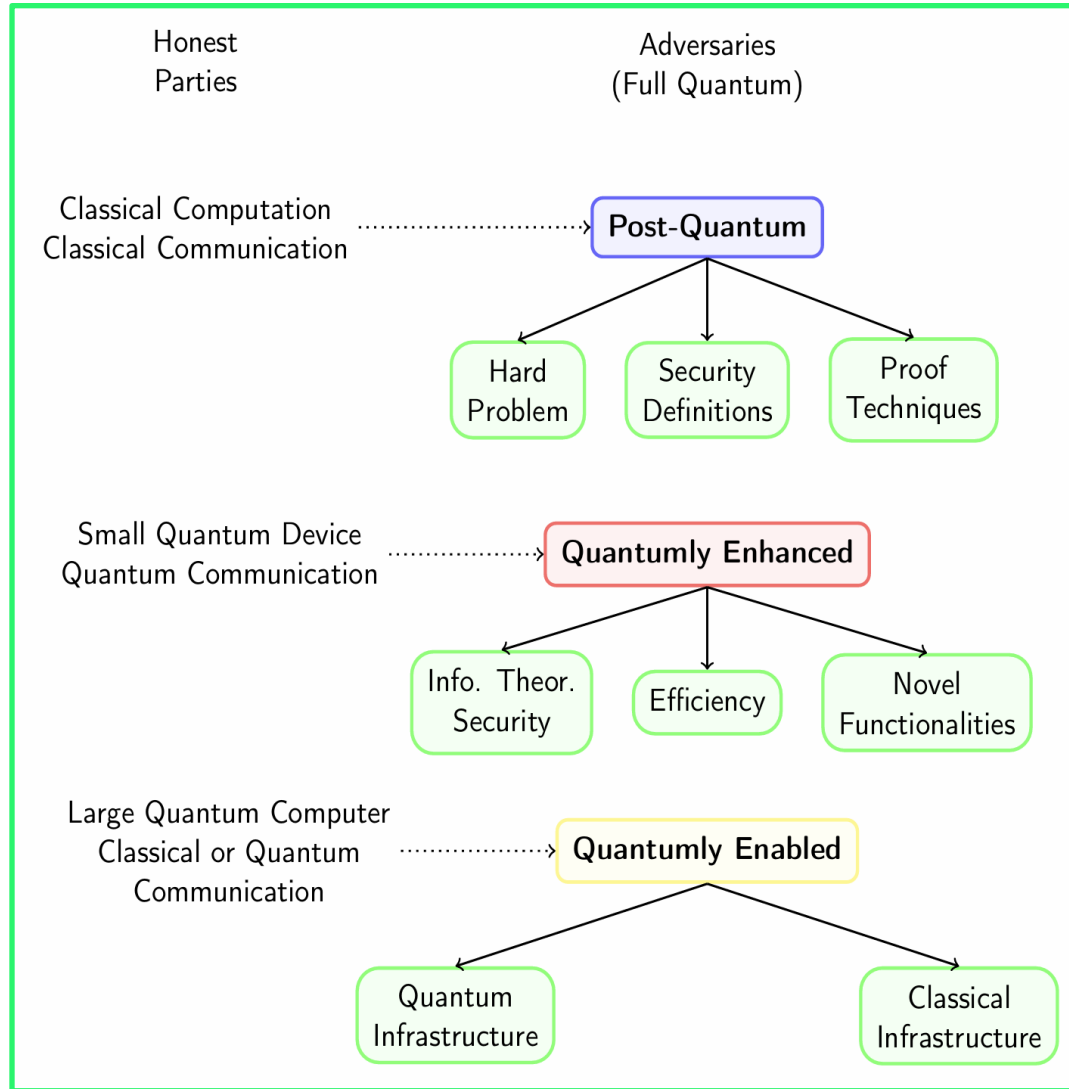 Honest
Parties
Adversaries
(Full Quantum)
Classical Computation
Classical Communication
Post-Quantum
Hard
Problem
Security
Definitions
Proof
Techniques
Small Quantum Device
Quantum Communication
Quantumly Enhanced
Info. Theor.
Security
Efficiency
Novel
Functionalities
Large Quantum Computer
Classical or Quantum
Communication
Quantumly Enabled
Quantum
Infrastructure
Classical
Infrastructure